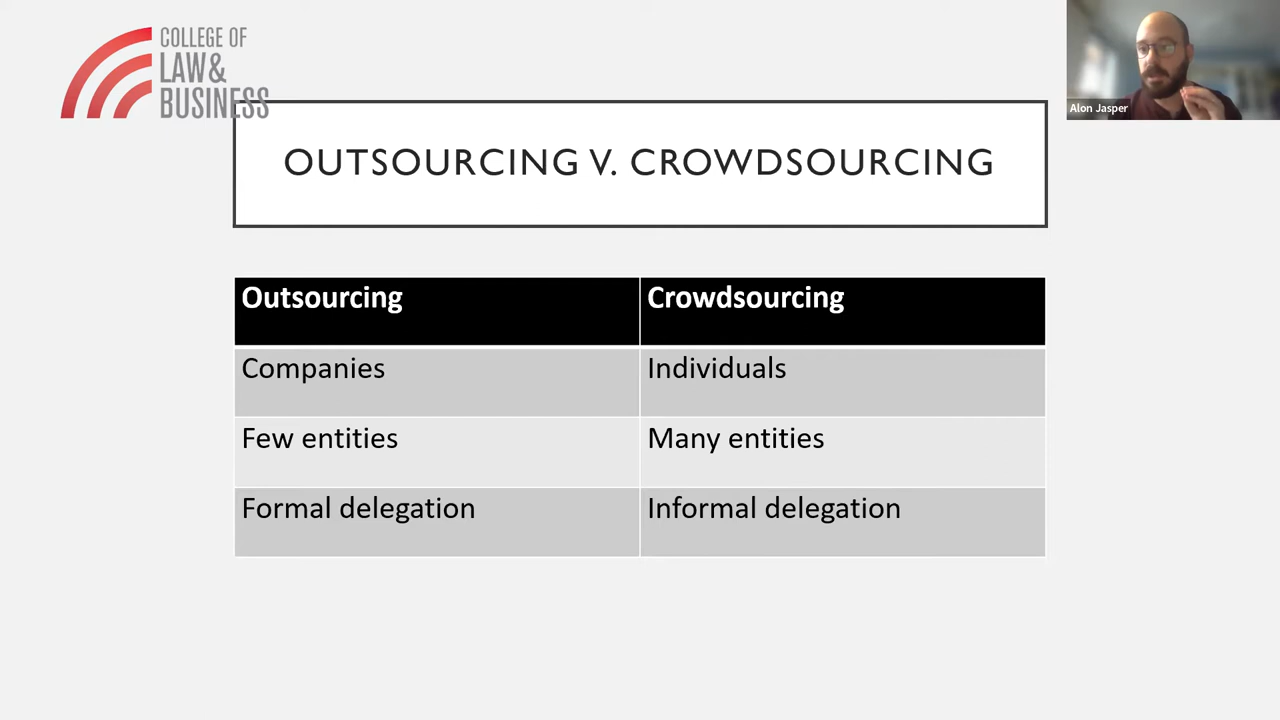 COLLEGE OF
LAW&
BUSINESS
Alon Jasper
OUTSOURCING V. CROWDSOURCING
Outsourcing
Crowdsourcing
Companies
Individuals
Few entities
Many entities
Formal delegation
Informal delegation